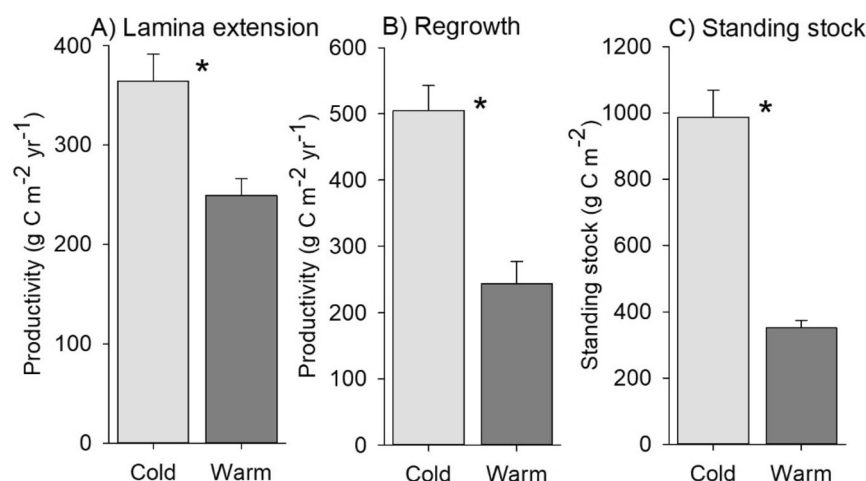 A) Lamina extension
Productivity (g C m⁻² yr⁻¹)
400
300
200
100
0
*
Cold Warm
B) Regrowth
Productivity (g C m⁻² yr⁻¹)
600
500
400
300
200
100
0
*
Cold Warm
C) Standing stock
Standing stock (g C m⁻²)
1200
1000
800
600
400
200
0
*
Cold Warm